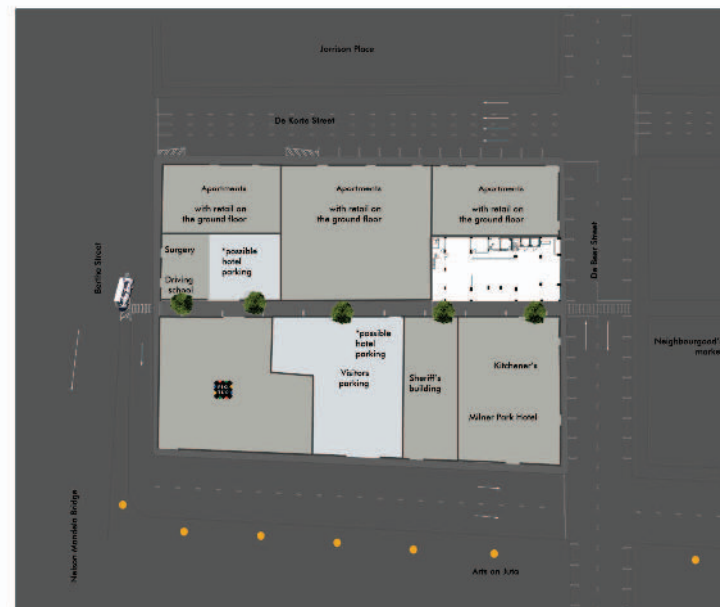 Jorrison Place
De Korte Street
Apartments
with retail on
the ground floor
Apartments
with retail on
the ground floor
Apartments
with retail on
the ground floor
Surgery
Driving
school
*possible
hotel
parking
Bertha Street
De Beer Street
*possible
hotel
parking
Visitors
parking
Sheriff's
building
Kitchener's
Milner Park Hotel
Neighbourgood'
marke
Nelson Mandela Bridge
Arts on Juta